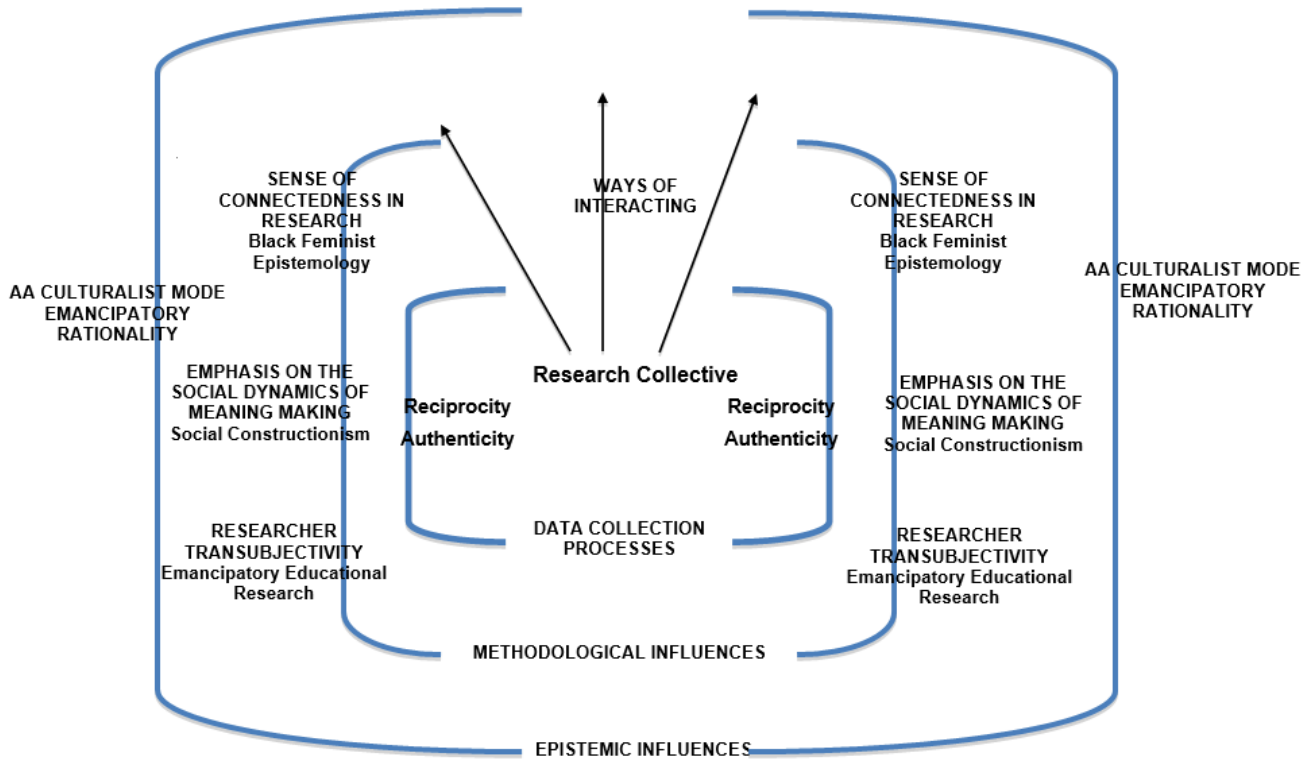 SENSE OF
CONNECTEDNESS IN
RESEARCH
Black Feminist
Epistemology
WAYS OF
INTERACTING
SENSE OF
CONNECTEDNESS IN
RESEARCH
Black Feminist
Epistemology
AA CULTURALIST MODE
EMANCIPATORY
RATIONALITY
AA CULTURALIST MODE
EMANCIPATORY
RATIONALITY
EMPHASIS ON THE
SOCIAL DYNAMICS OF
MEANING MAKING
Social Constructionism
Research Collective
Reciprocity
Authenticity
Reciprocity
Authenticity
EMPHASIS ON THE
SOCIAL DYNAMICS OF
MEANING MAKING
Social Constructionism
RESEARCHER
TRANSUBJECTIVITY
Emancipatory Educational
Research
DATA COLLECTION
PROCESSES
RESEARCHER
TRANSUBJECTIVITY
Emancipatory Educational
Research
METHODOLOGICAL INFLUENCES
EPISTEMIC INFLUENCES